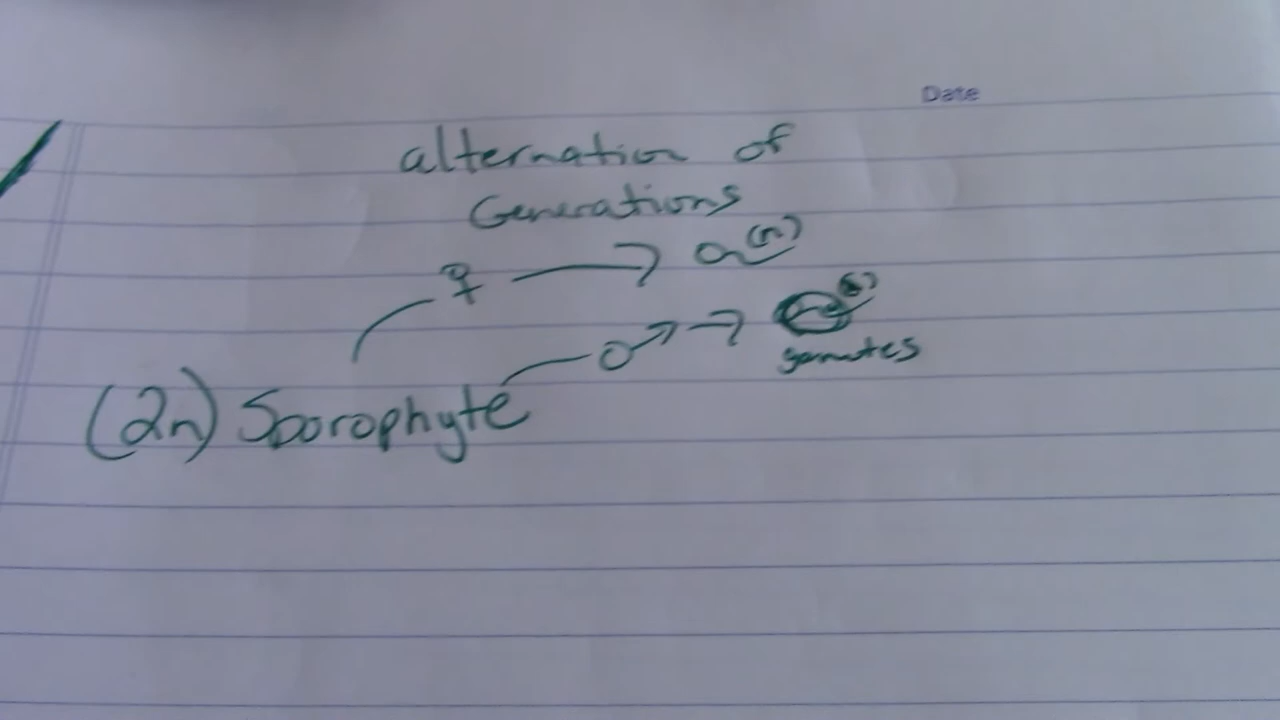 Date
alternation of
Generations
♀ → (n)
♂ →
gametes
(2n) Sporophyte